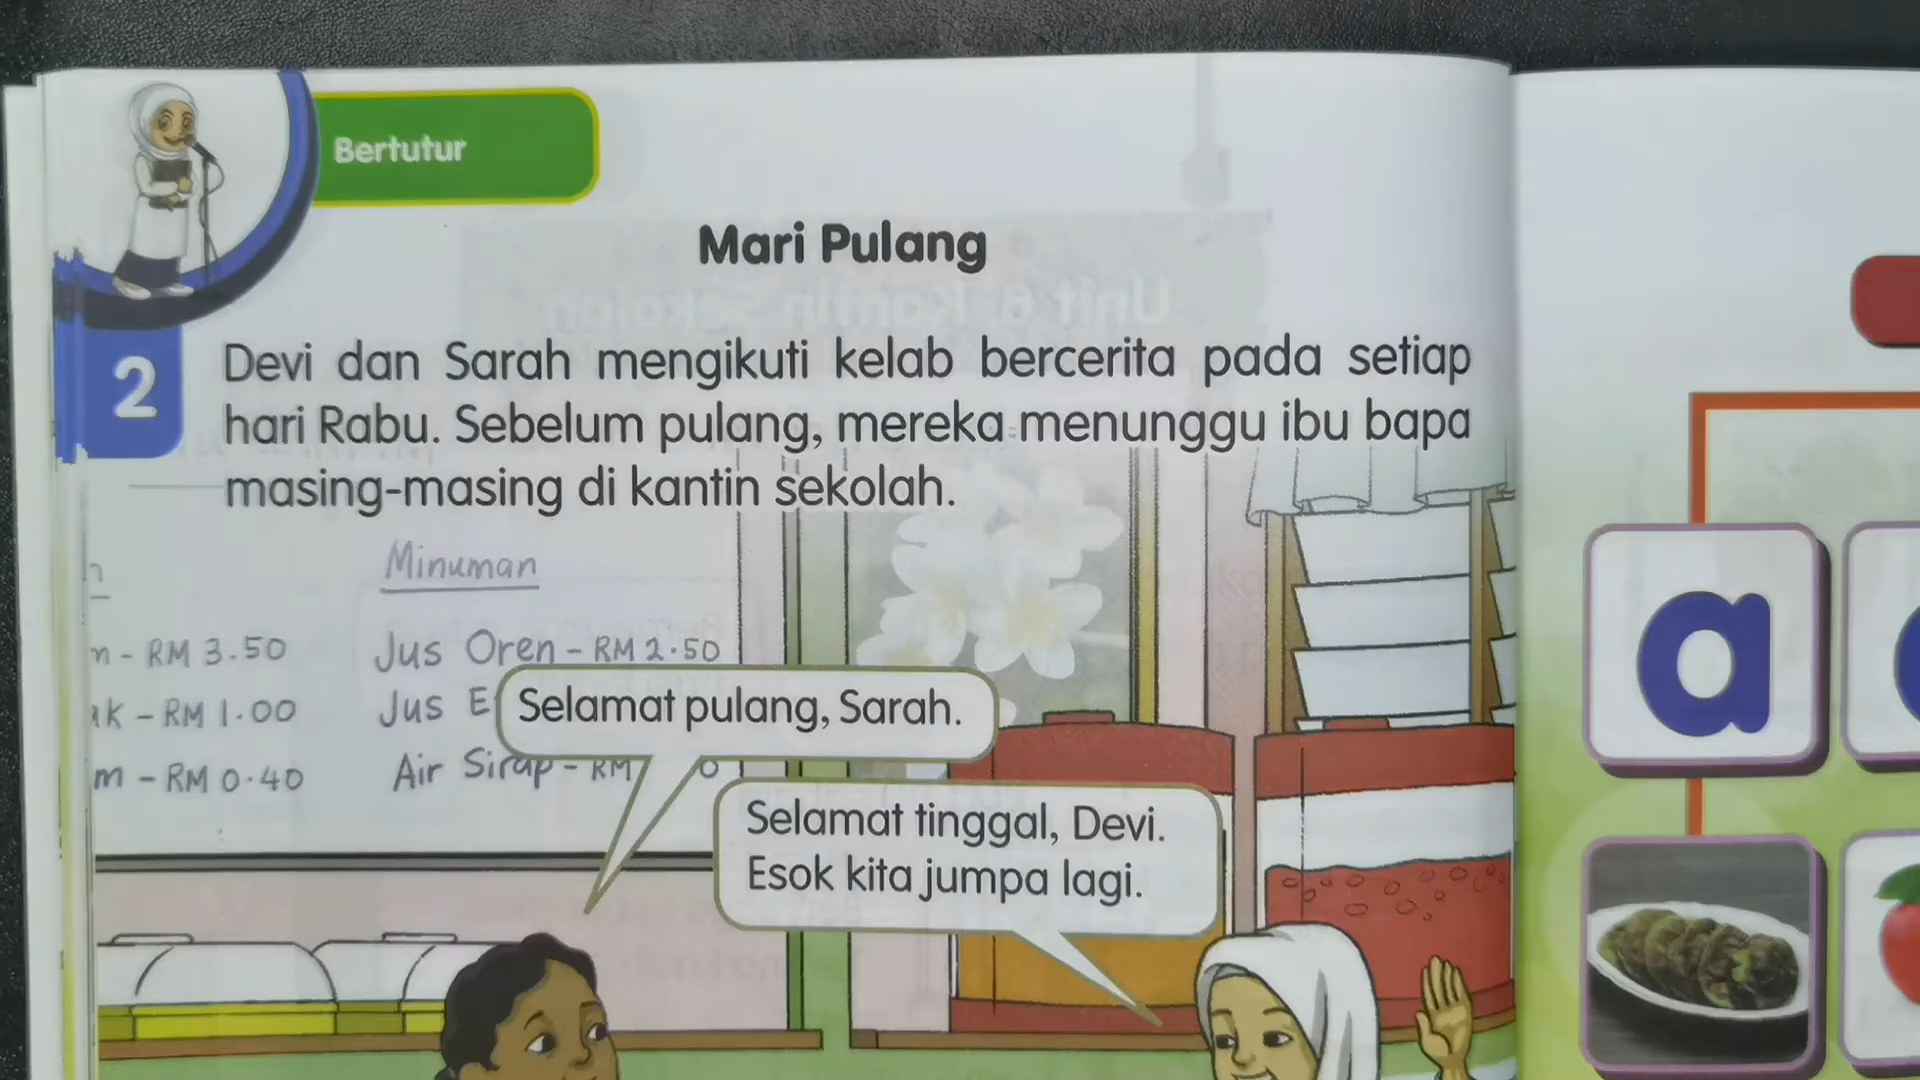 Bertutur
Mari Pulang
2
Devi dan Sarah mengikuti kelab bercerita pada setiap
hari Rabu. Sebelum pulang, mereka menunggu ibu bapa
masing-masing di kantin sekolah.
Minuman
- RM 3.50
Jus Oren - RM 2.50
- RM 1.00
Jus
- RM 0.40
Air Sirap - RM
Selamat pulang, Sarah.
Selamat tinggal, Devi.
Esok kita jumpa lagi.
a